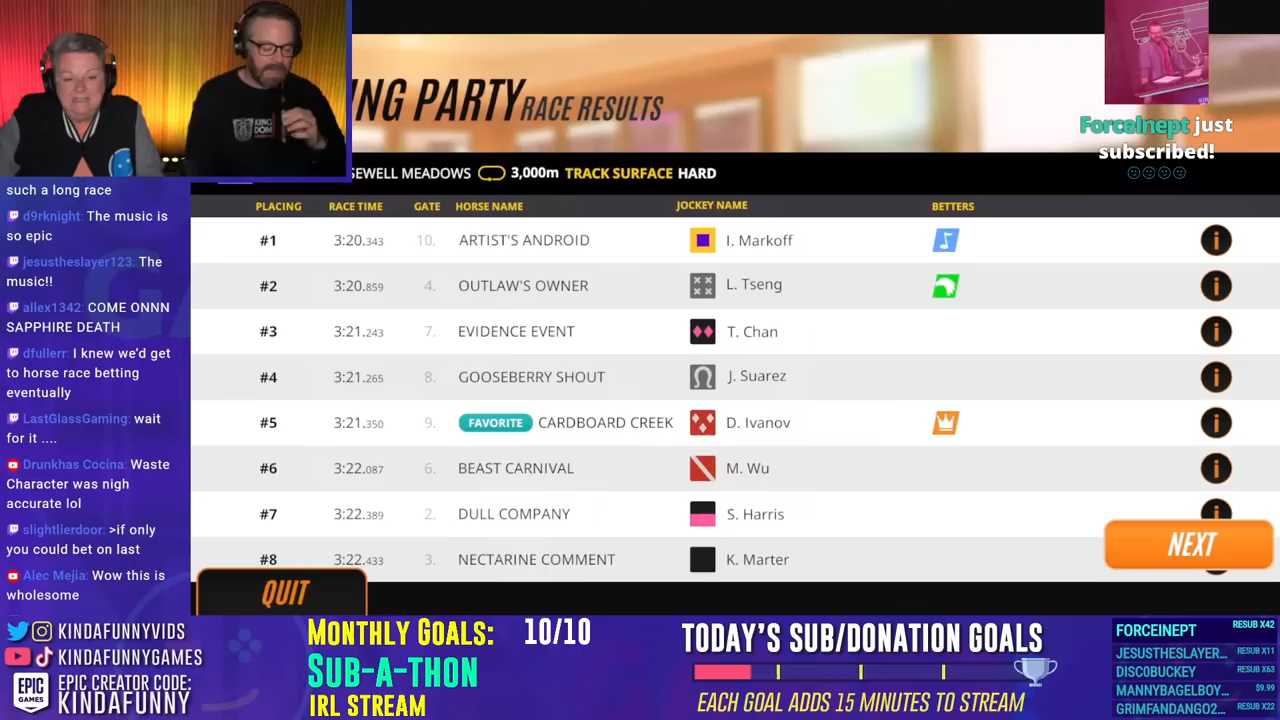 ING PARTY RACE RESULTS
KING
DOM
ForceInept just
subscribed!
SEWELL MEADOWS 3,000m TRACK SURFACE HARD
PLACING RACE TIME GATE HORSE NAME JOCKEY NAME BETTERS
#1 3:20.343 10. ARTIST'S ANDROID I. Markoff
#2 3:20.859 4. OUTLAW'S OWNER L. Tseng
#3 3:21.243 7. EVIDENCE EVENT T. Chan
#4 3:21.265 8. GOOSEBERRY SHOUT J. Suarez
#5 3:21.350 9. FAVORITE CARDBOARD CREEK D. Ivanov
#6 3:22.087 6. BEAST CARNIVAL M. Wu
#7 3:22.389 2. DULL COMPANY S. Harris
#8 3:22.433 3. NECTARINE COMMENT K. Marter
QUIT
NEXT
such a long race
d9rknight: The music is
so epic
jesustheslayer123: The
music!!
allex1342: COME ONNN
SAPPHIRE DEATH
dfullerr: I knew we'd get
to horse race betting
eventually
LastGlassGaming: wait
for it ....
Drunkhas Cocina: Waste
Character was nigh
accurate lol
slightlierdoor: >if only
you could bet on last
Alec Mejia: Wow this is
wholesome
KINDAFUNNYVIDS
KINDAFUNNYGAMES
EPIC
GAMES
EPIC CREATOR CODE:
KINDAFUNNY
MONTHLY GOALS: 10/10
SUB-A-THON
IRL STREAM
TODAY'S SUB/DONATION GOALS
EACH GOAL ADDS 15 MINUTES TO STREAM
FORCEINEPT RESUB X42
JESUSTHESLAYER... RESUB X11
DISCOBUCKEY RESUB X63
MANNYBAGELBOY... $9.99
GRIMFANDANGO2... RESUB X22